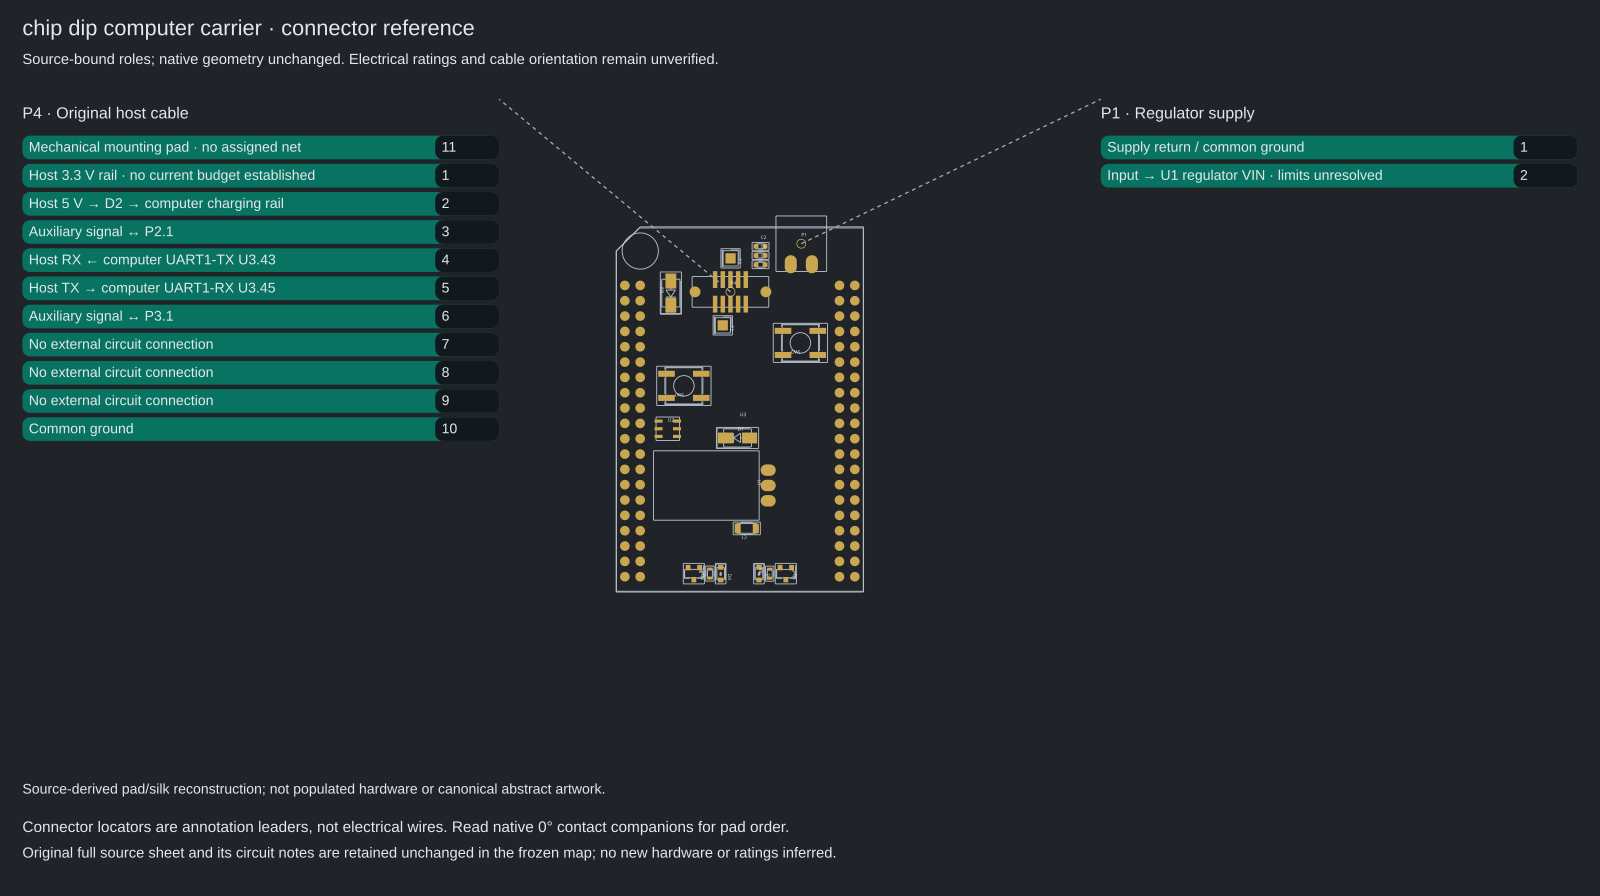 chip dip computer carrier · connector reference
Source-bound roles; native geometry unchanged. Electrical ratings and cable orientation remain unverified.
P4 · Original host cable
Mechanical mounting pad · no assigned net 11
Host 3.3 V rail · no current budget established 1
Host 5 V → D2 → computer charging rail 2
Auxiliary signal ↔ P2.1 3
Host RX ← computer UART1-TX U3.43 4
Host TX → computer UART1-RX U3.45 5
Auxiliary signal ↔ P3.1 6
No external circuit connection 7
No external circuit connection 8
No external circuit connection 9
Common ground 10
P1 · Regulator supply
Supply return / common ground 1
Input → U1 regulator VIN · limits unresolved 2
P1
U3
Source-derived pad/silk reconstruction; not populated hardware or canonical abstract artwork.
Connector locators are annotation leaders, not electrical wires. Read native 0° contact companions for pad order.
Original full source sheet and its circuit notes are retained unchanged in the frozen map; no new hardware or ratings inferred.